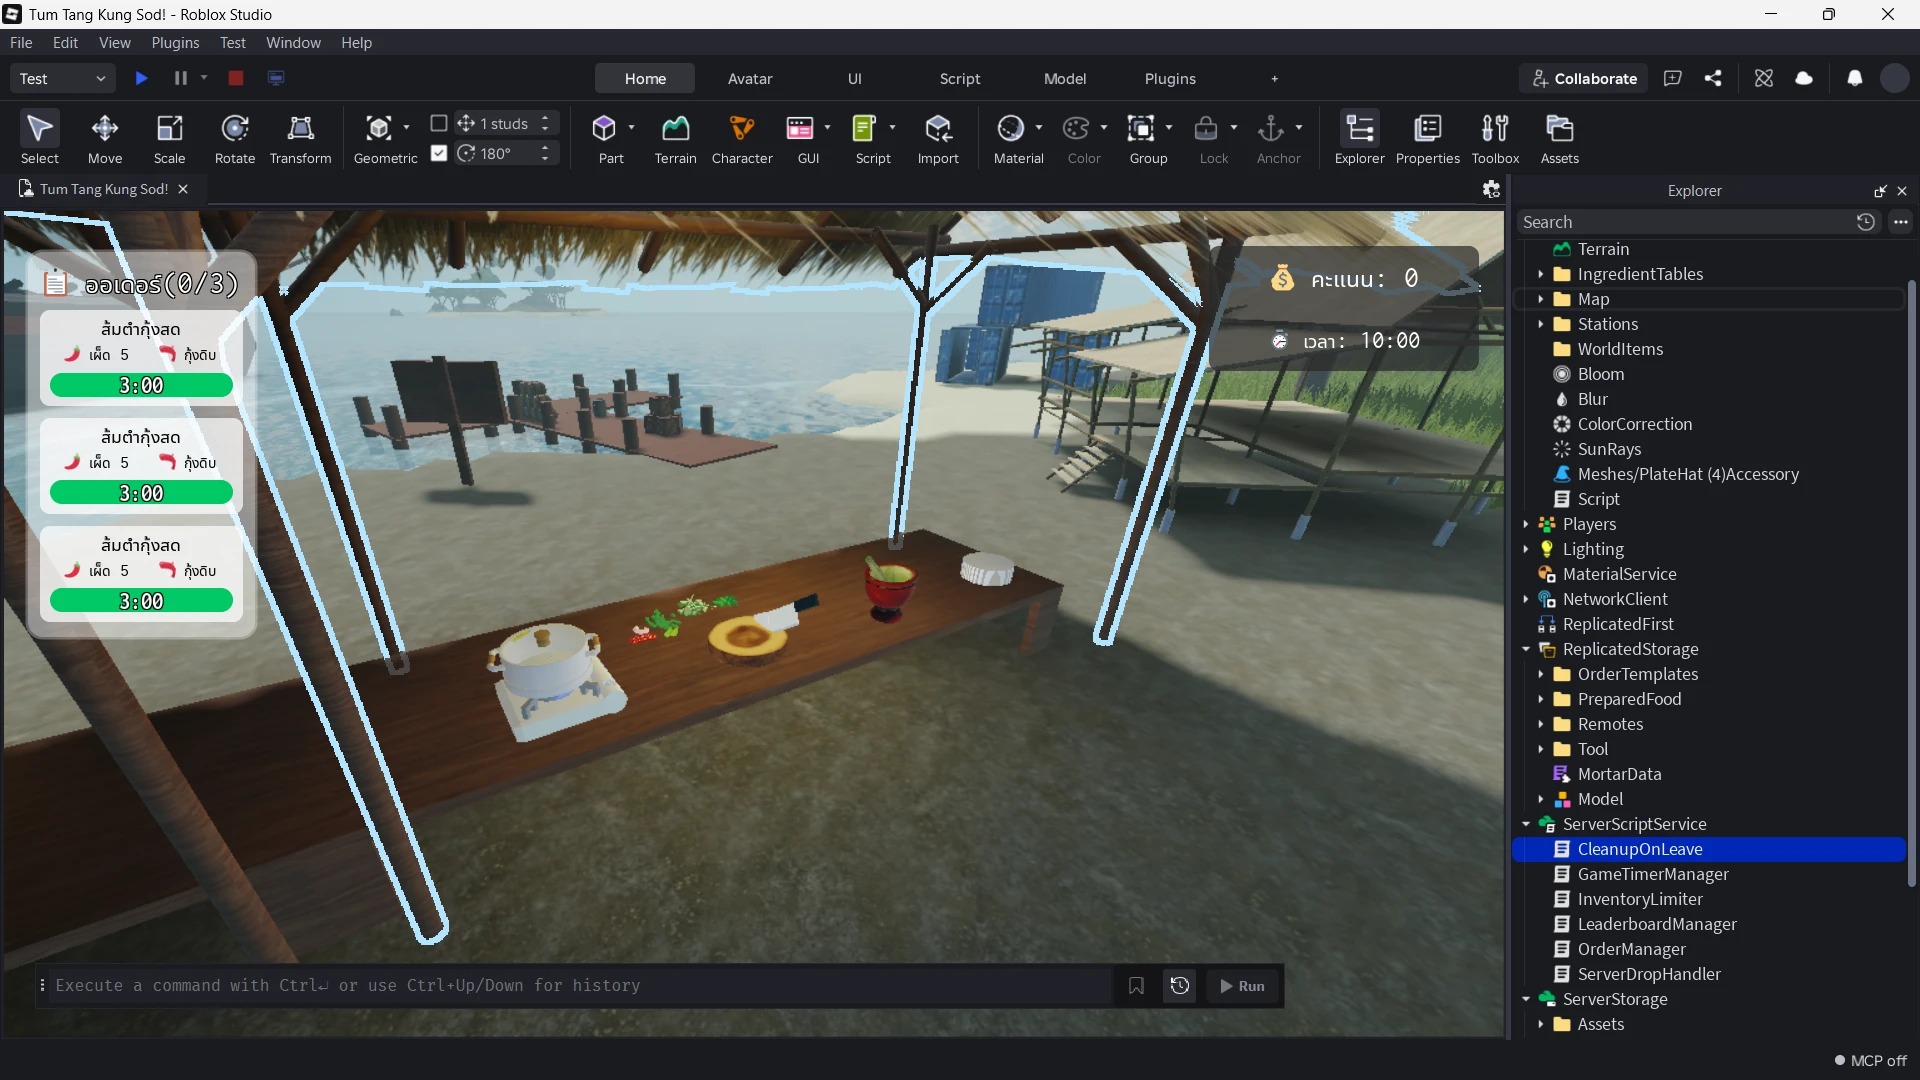 Tum Tang Kung Sod! - Roblox Studio
File Edit View Plugins Test Window Help
Test Home Avatar UI Script Model Plugins + Collaborate
1 studs
180°
Select Move Scale Rotate Transform Geometric Part Terrain Character GUI Script Import Material Color Group Lock Anchor Explorer Properties Toolbox Assets
Tum Tang Kung Sod!
ออเดอร์(0/3)
ส้มตำกุ้งสด
เผ็ด 5 กุ้งดิบ
3:00
ส้มตำกุ้งสด
เผ็ด 5 กุ้งดิบ
3:00
ส้มตำกุ้งสด
เผ็ด 5 กุ้งดิบ
3:00
คะแนน: 0
เวลา: 10:00
Execute a command with Ctrl↵ or use Ctrl+Up/Down for history
Run
Explorer
Search
Terrain
IngredientTables
Map
Stations
WorldItems
Bloom
Blur
ColorCorrection
SunRays
Meshes/PlateHat (4)Accessory
Script
Players
Lighting
MaterialService
NetworkClient
ReplicatedFirst
ReplicatedStorage
OrderTemplates
PreparedFood
Remotes
Tool
MortarData
Model
ServerScriptService
CleanupOnLeave
GameTimerManager
InventoryLimiter
LeaderboardManager
OrderManager
ServerDropHandler
ServerStorage
Assets
MCP off